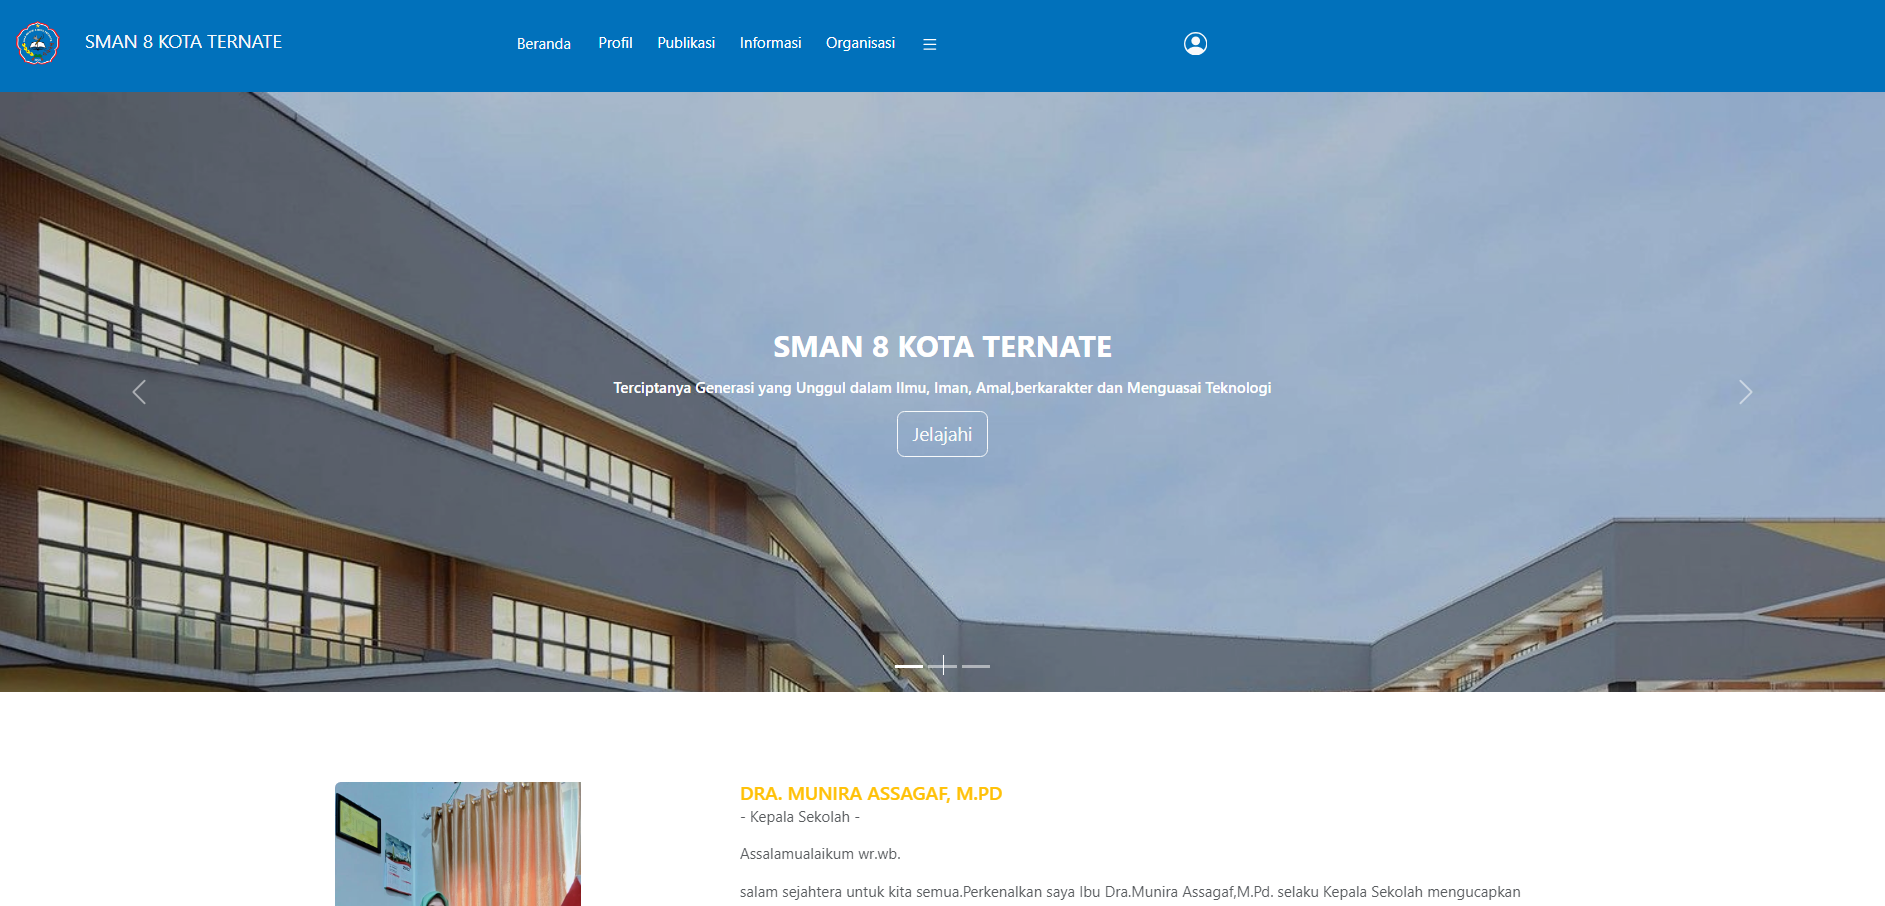 SMAN 8 KOTA TERNATE
Beranda Profil Publikasi Informasi Organisasi
SMAN 8 KOTA TERNATE
Terciptanya Generasi yang Unggul dalam Ilmu, Iman, Amal,berkarakter dan Menguasai Teknologi
Jelajahi
DRA. MUNIRA ASSAGAF, M.PD
- Kepala Sekolah -
Assalamualaikum wr.wb.
salam sejahtera untuk kita semua.Perkenalkan saya Ibu Dra.Munira Assagaf,M.Pd. selaku Kepala Sekolah mengucapkan